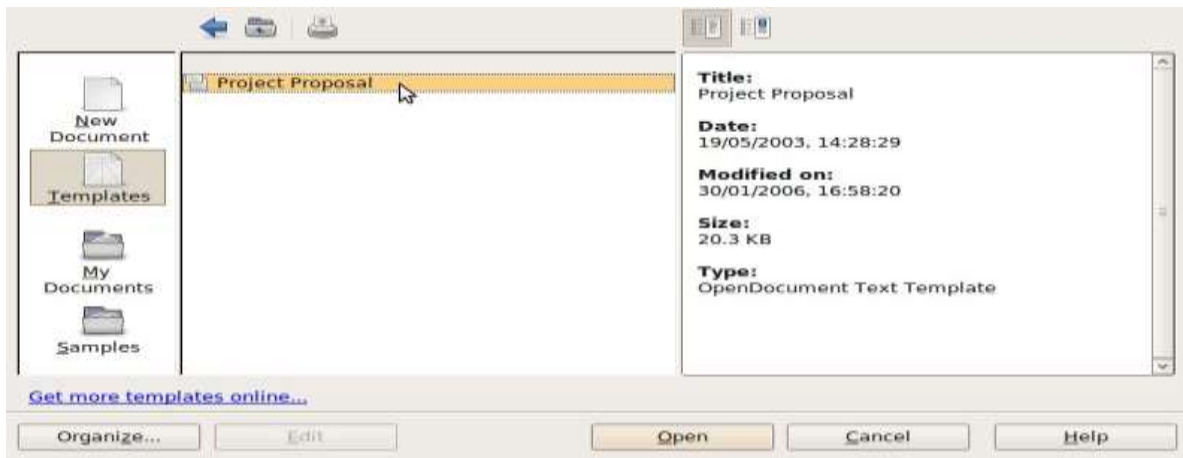 New
Document
Templates
My
Documents
Samples
Project Proposal
Title:
Project Proposal
Date:
19/05/2003, 14:28:29
Modified on:
30/01/2006, 16:58:20
Size:
20.3 KB
Type:
OpenDocument Text Template
Get more templates online...
Organize...
Edit
Open
Cancel
Help